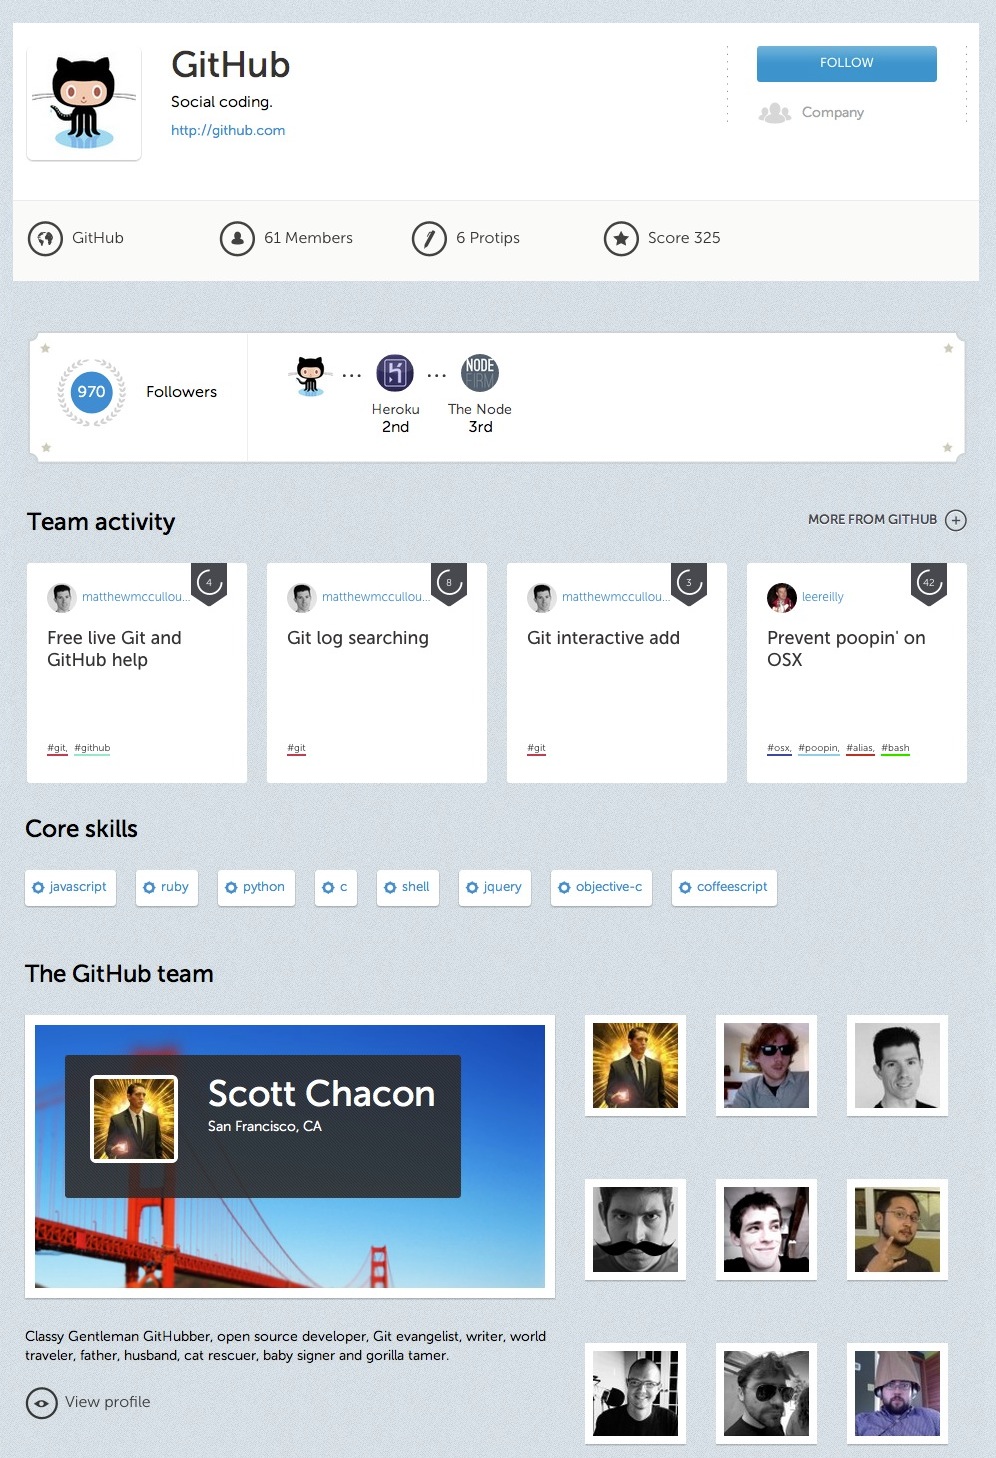 GitHub
Social coding.
http://github.com
FOLLOW
Company
GitHub
61 Members
6 Protips
Score 325
970
Followers
NODE
FIRM
Heroku
2nd
The Node
3rd
Team activity
MORE FROM GITHUB
4
matthewmccullou...
Free live Git and
GitHub help
#git, #github
8
matthewmccullou...
Git log searching
#git
3
matthewmccullou...
Git interactive add
#git
42
leereilly
Prevent poopin' on
OSX
#osx, #poopin, #alias, #bash
Core skills
javascript
ruby
python
c
shell
jquery
objective-c
coffeescript
The GitHub team
Scott Chacon
San Francisco, CA
Classy Gentleman GitHubber, open source developer, Git evangelist, writer, world
traveler, father, husband, cat rescuer, baby signer and gorilla tamer.
View profile